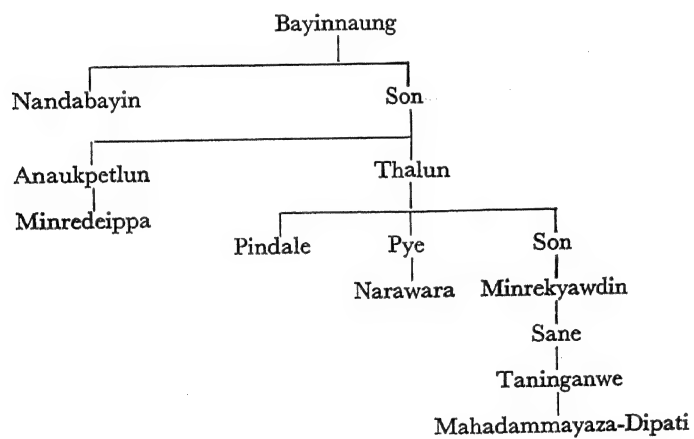 Bayinnaung
Nandabayin Son
Anaukpetlun Thalun
Minredeippa
Pindale Pye Son
Narawara Minrekyawdin
Sane
Taninganwe
Mahadammayaza-Dipati